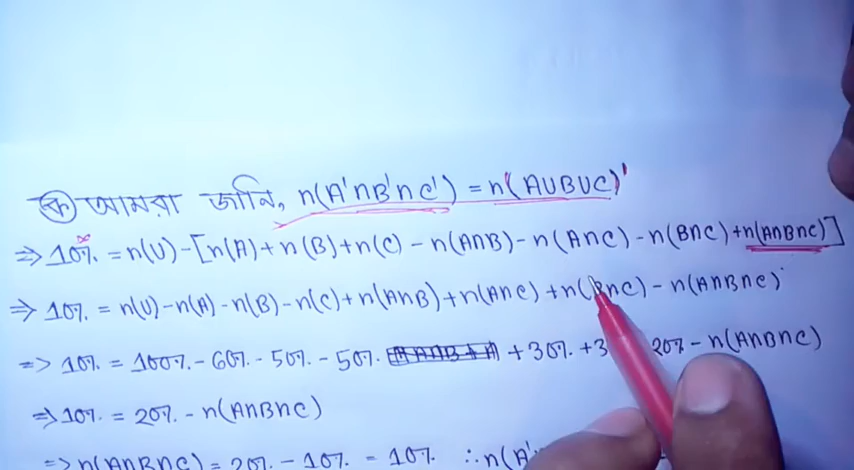 ক আমরা জানি, n(A'∩B'∩C') = n(A∪B∪C)'
⇒ 10% = n(U) - [n(A) + n(B) + n(C) - n(A∩B) - n(A∩C) - n(B∩C) + n(A∩B∩C)]
⇒ 10% = n(U) - n(A) - n(B) - n(C) + n(A∩B) + n(A∩C) + n(B∩C) - n(A∩B∩C)
⇒ 10% = 100% - 60% - 50% - 50% + 30% + 3 20% - n(A∩B∩C)
⇒ 10% = 20% - n(A∩B∩C)
⇒ n(A∩B∩C) = 20% - 10% = 10% ∴ n(A'